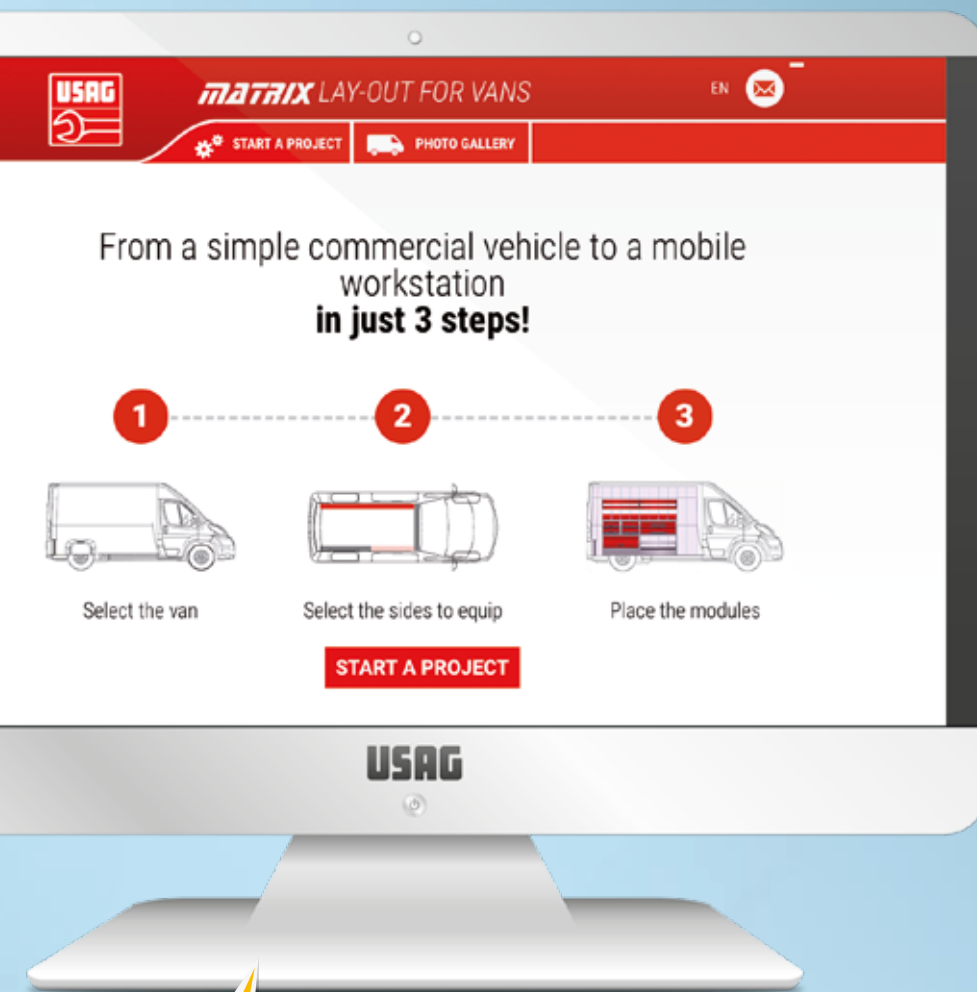 USAG
MATRIX LAY-OUT FOR VANS
EN
START A PROJECT
PHOTO GALLERY
From a simple commercial vehicle to a mobile
workstation
in just 3 steps!
1
2
3
Select the van
Select the sides to equip
Place the modules
START A PROJECT
USAG